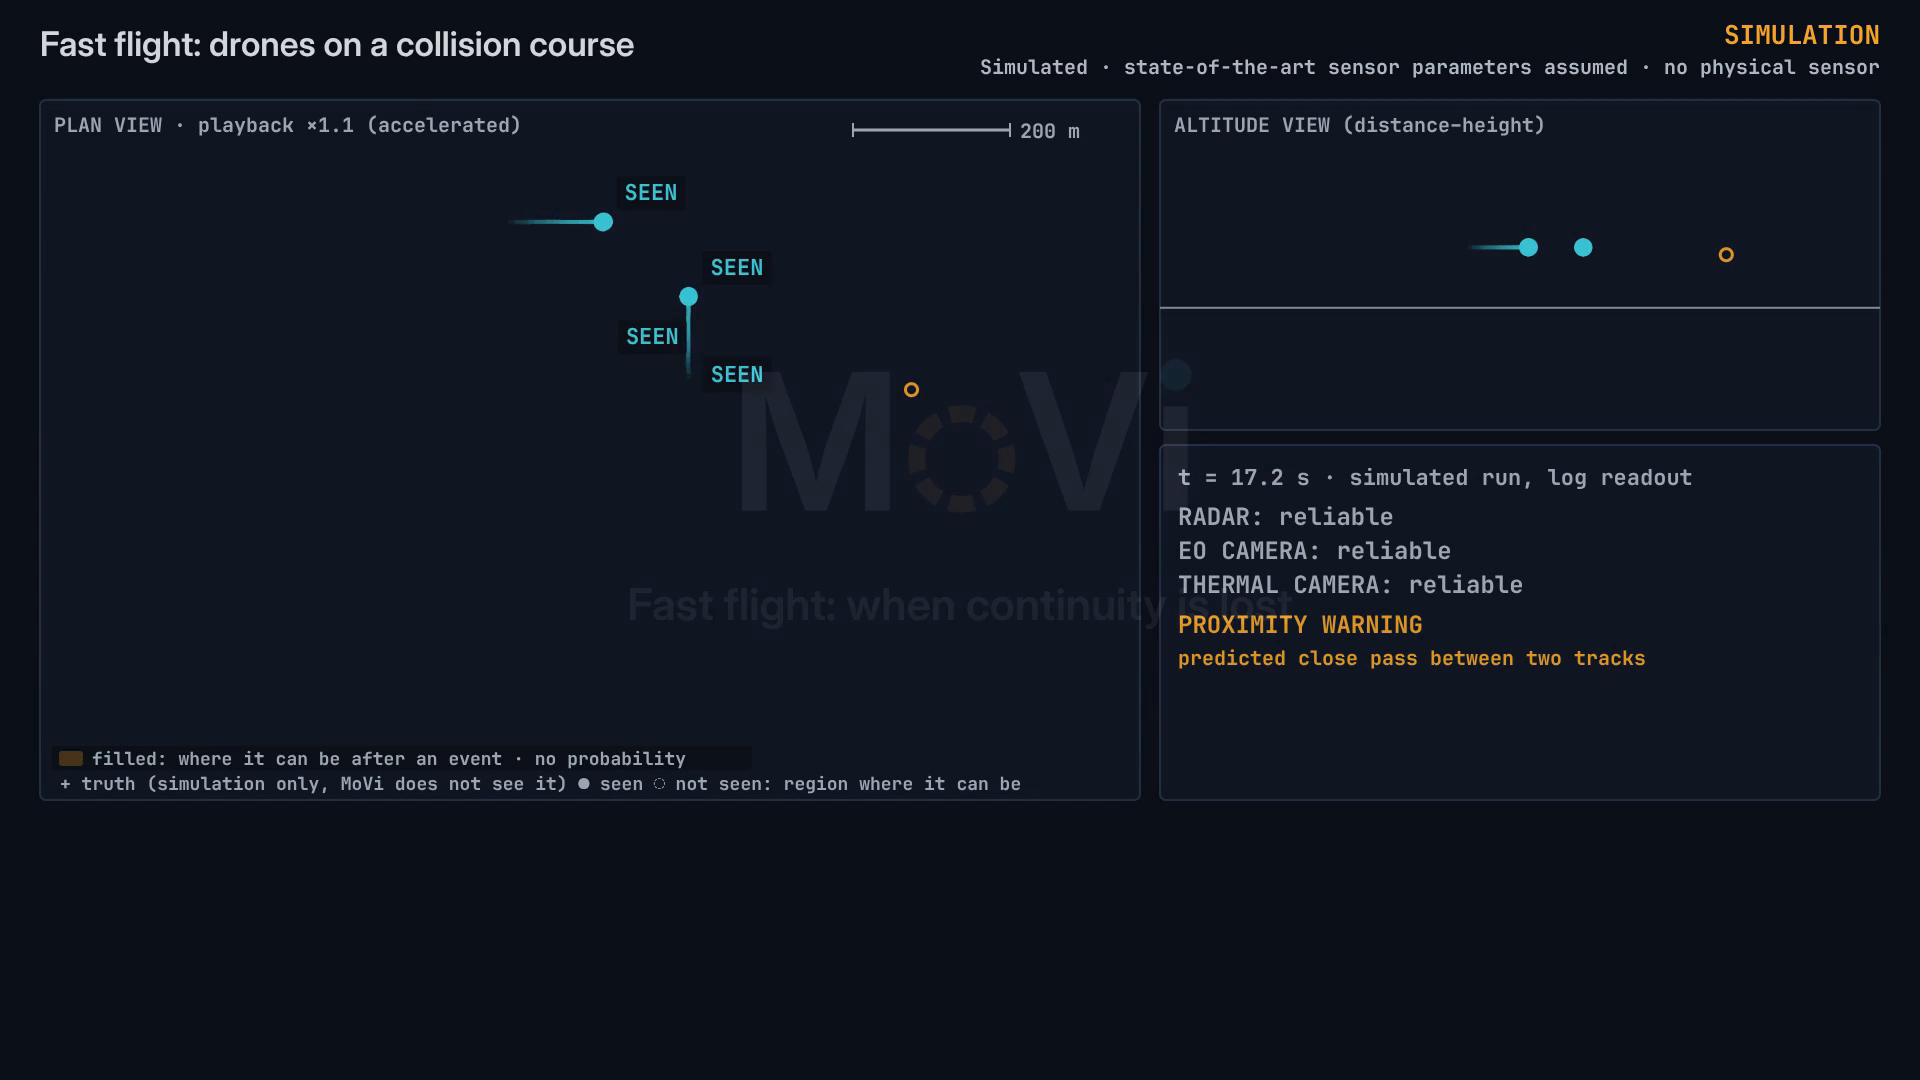 Fast flight: drones on a collision course
SIMULATION
Simulated · state-of-the-art sensor parameters assumed · no physical sensor
PLAN VIEW · playback ×1.1 (accelerated)
200 m
SEEN
SEEN
SEEN
SEEN
MoVi
Fast flight: when continuity is lost
filled: where it can be after an event · no probability
+ truth (simulation only, MoVi does not see it) ● seen ◌ not seen: region where it can be
ALTITUDE VIEW (distance-height)
t = 17.2 s · simulated run, log readout
RADAR: reliable
EO CAMERA: reliable
THERMAL CAMERA: reliable
PROXIMITY WARNING
predicted close pass between two tracks